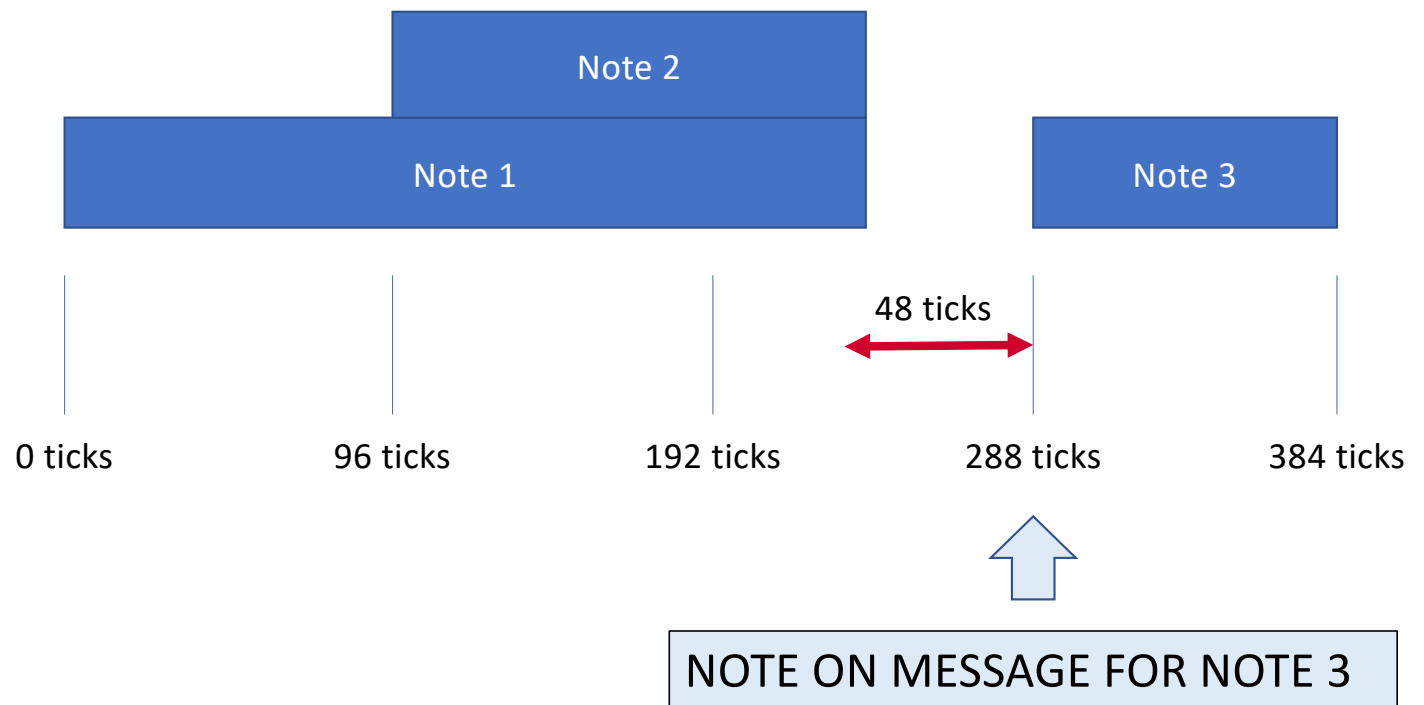 Note 2
Note 1
Note 3
48 ticks
0 ticks
96 ticks
192 ticks
288 ticks
384 ticks
NOTE ON MESSAGE FOR NOTE 3